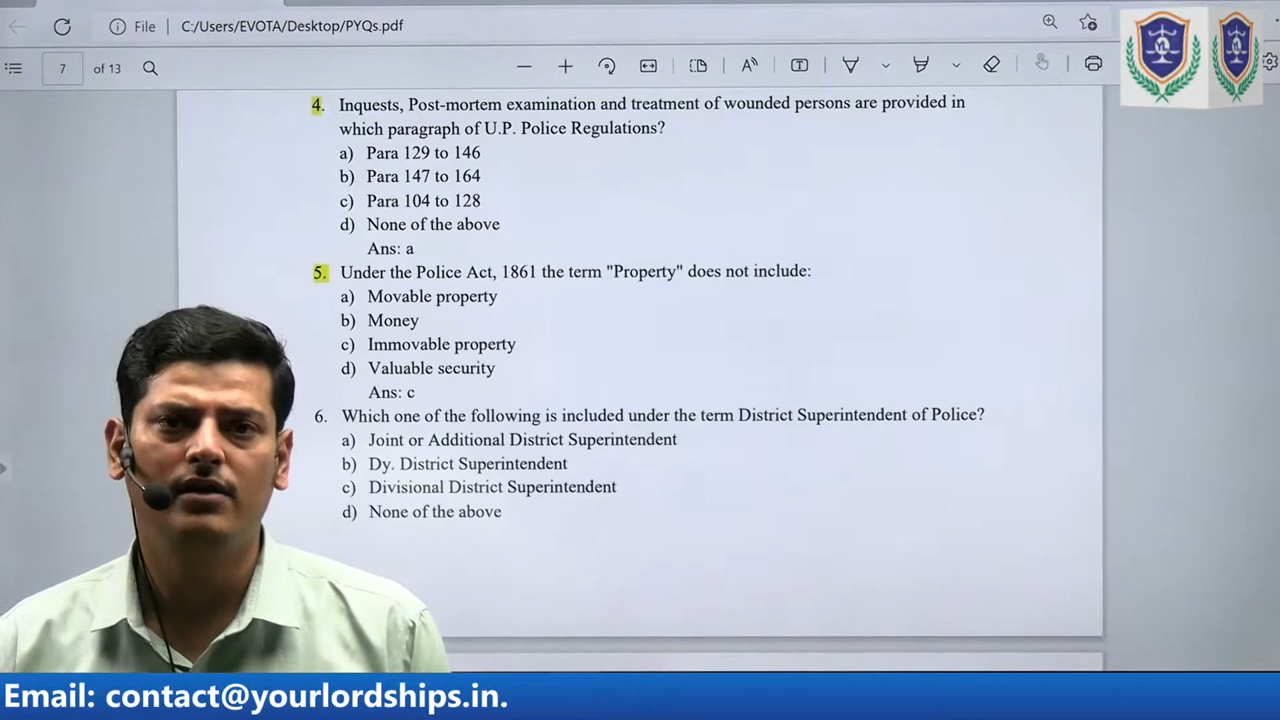 File | C:/Users/EVOTA/Desktop/PYQs.pdf
7 of 13
4. Inquests, Post-mortem examination and treatment of wounded persons are provided in
which paragraph of U.P. Police Regulations?
a) Para 129 to 146
b) Para 147 to 164
c) Para 104 to 128
d) None of the above
Ans: a
5. Under the Police Act, 1861 the term "Property" does not include:
a) Movable property
b) Money
c) Immovable property
d) Valuable security
Ans: c
6. Which one of the following is included under the term District Superintendent of Police?
a) Joint or Additional District Superintendent
b) Dy. District Superintendent
c) Divisional District Superintendent
d) None of the above
Email: contact@yourlordships.in.